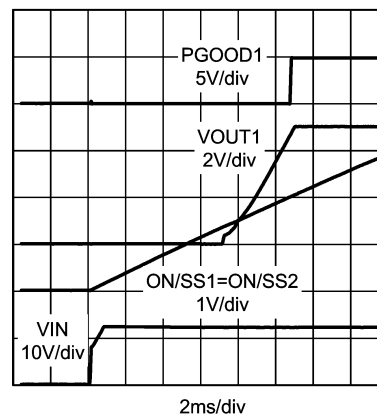 PGOOD1
5V/div
VOUT1
2V/div
ON/SS1=ON/SS2
1V/div
VIN
10V/div
2ms/div